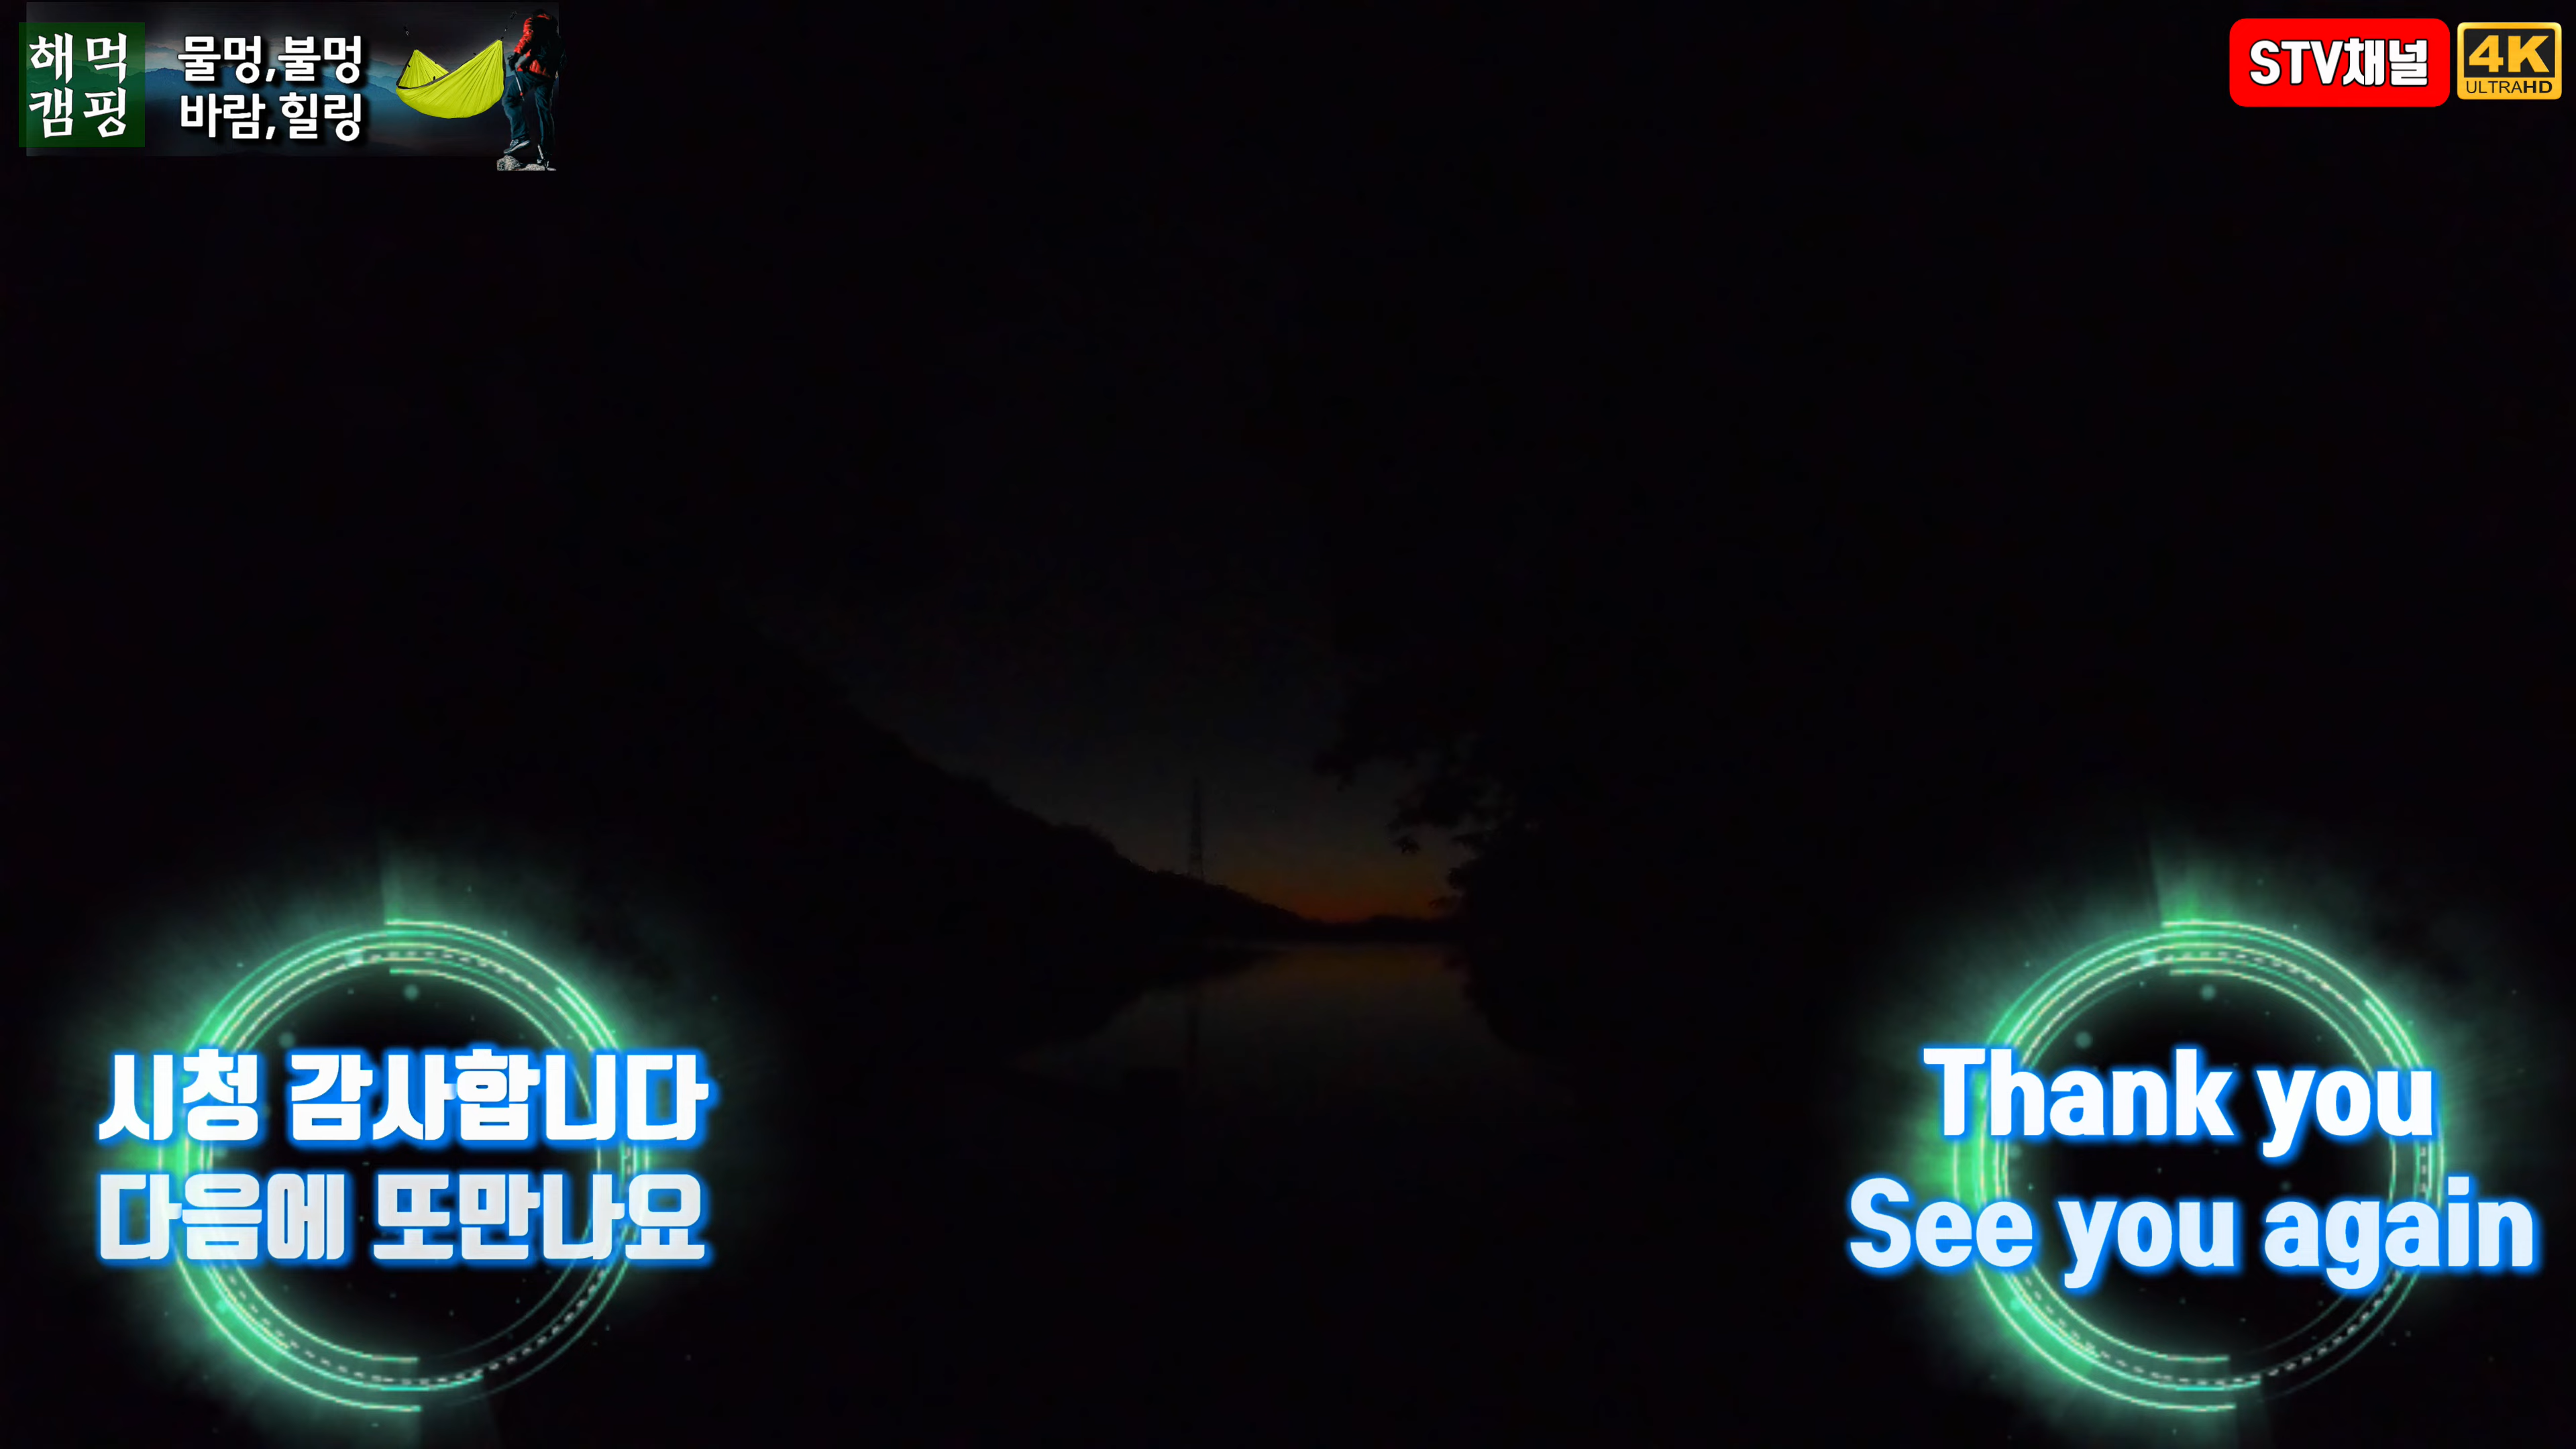 해먹
캠핑
물멍,불멍
바람,힐링
STV채널
4K
ULTRAHD
시청 감사합니다
다음에 또만나요
Thank you
See you again